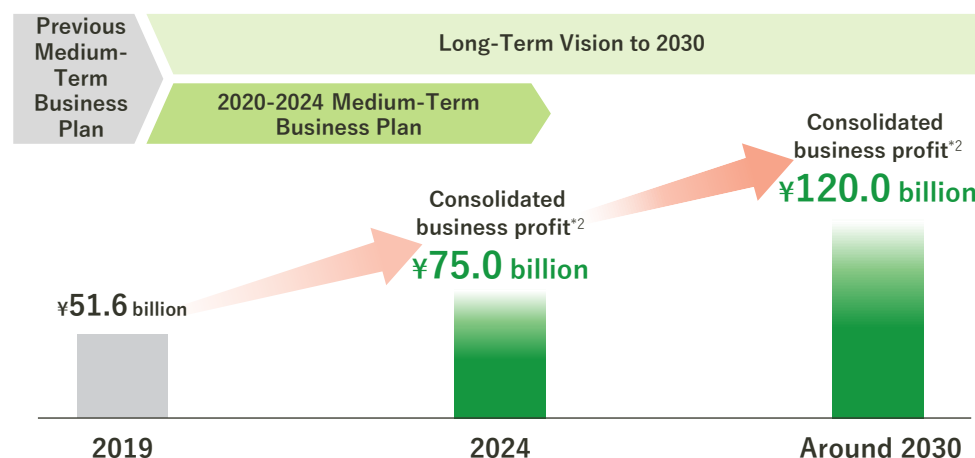 Previous
Medium-
Term
Business
Plan
Long-Term Vision to 2030
2020-2024 Medium-Term
Business Plan
Consolidated
business profit*2
¥120.0 billion
Consolidated
business profit*2
¥75.0 billion
¥51.6 billion
2019
2024
Around 2030